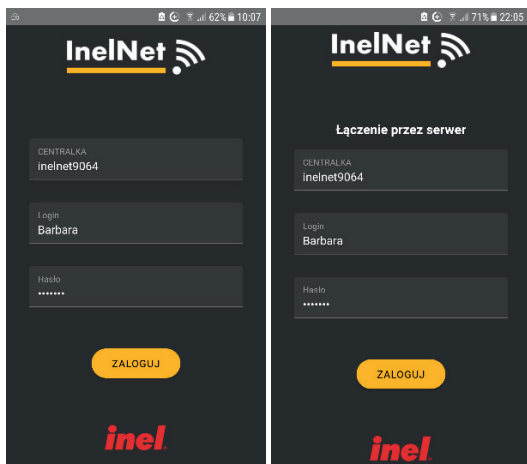 62% 10:07
InelNet
CENTRALKA
inelnet9064
Login
Barbara
Hasło
•••••••
ZALOGUJ
inel
71% 22:05
InelNet
Łączenie przez serwer
CENTRALKA
inelnet9064
Login
Barbara
Hasło
•••••••
ZALOGUJ
inel